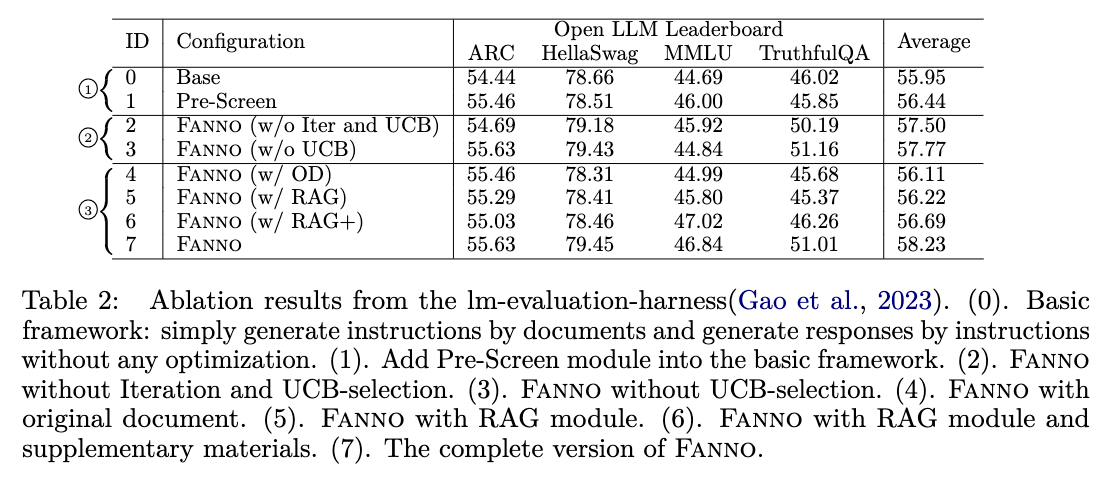 ID Configuration Open LLM Leaderboard Average
ARC HellaSwag MMLU TruthfulQA
① 0 Base 54.44 78.66 44.69 46.02 55.95
1 Pre-Screen 55.46 78.51 46.00 45.85 56.44
② 2 FANNO (w/o Iter and UCB) 54.69 79.18 45.92 50.19 57.50
3 FANNO (w/o UCB) 55.63 79.43 44.84 51.16 57.77
③ 4 FANNO (w/ OD) 55.46 78.31 44.99 45.68 56.11
5 FANNO (w/ RAG) 55.29 78.41 45.80 45.37 56.22
6 FANNO (w/ RAG+) 55.03 78.46 47.02 46.26 56.69
7 FANNO 55.63 79.45 46.84 51.01 58.23
Table 2: Ablation results from the lm-evaluation-harness(Gao et al., 2023). (0). Basic
framework: simply generate instructions by documents and generate responses by instructions
without any optimization. (1). Add Pre-Screen module into the basic framework. (2). FANNO
without Iteration and UCB-selection. (3). FANNO without UCB-selection. (4). FANNO with
original document. (5). FANNO with RAG module. (6). FANNO with RAG module and
supplementary materials. (7). The complete version of FANNO.